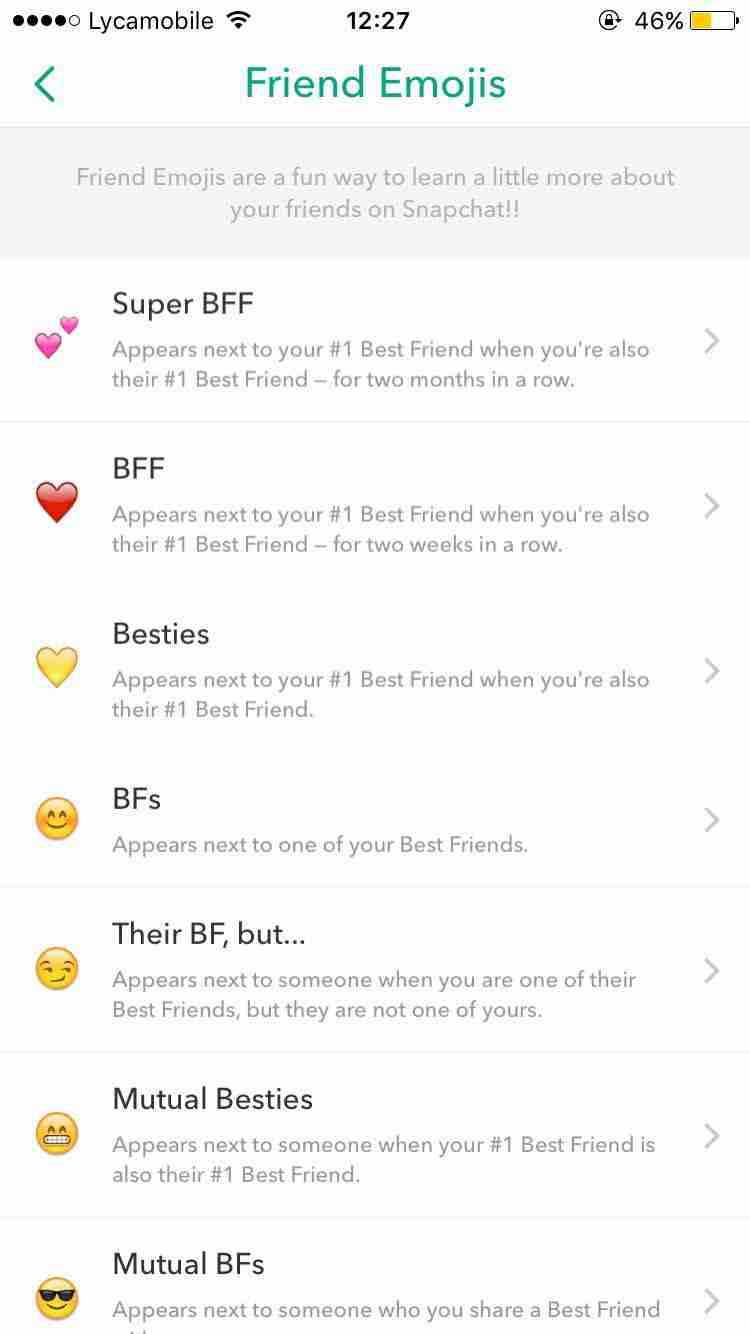 Lycamobile 12:27 46%
Friend Emojis
Friend Emojis are a fun way to learn a little more about
your friends on Snapchat!!
Super BFF
Appears next to your #1 Best Friend when you're also
their #1 Best Friend – for two months in a row.
BFF
Appears next to your #1 Best Friend when you're also
their #1 Best Friend – for two weeks in a row.
Besties
Appears next to your #1 Best Friend when you're also
their #1 Best Friend.
BFs
Appears next to one of your Best Friends.
Their BF, but...
Appears next to someone when you are one of their
Best Friends, but they are not one of yours.
Mutual Besties
Appears next to someone when your #1 Best Friend is
also their #1 Best Friend.
Mutual BFs
Appears next to someone who you share a Best Friend